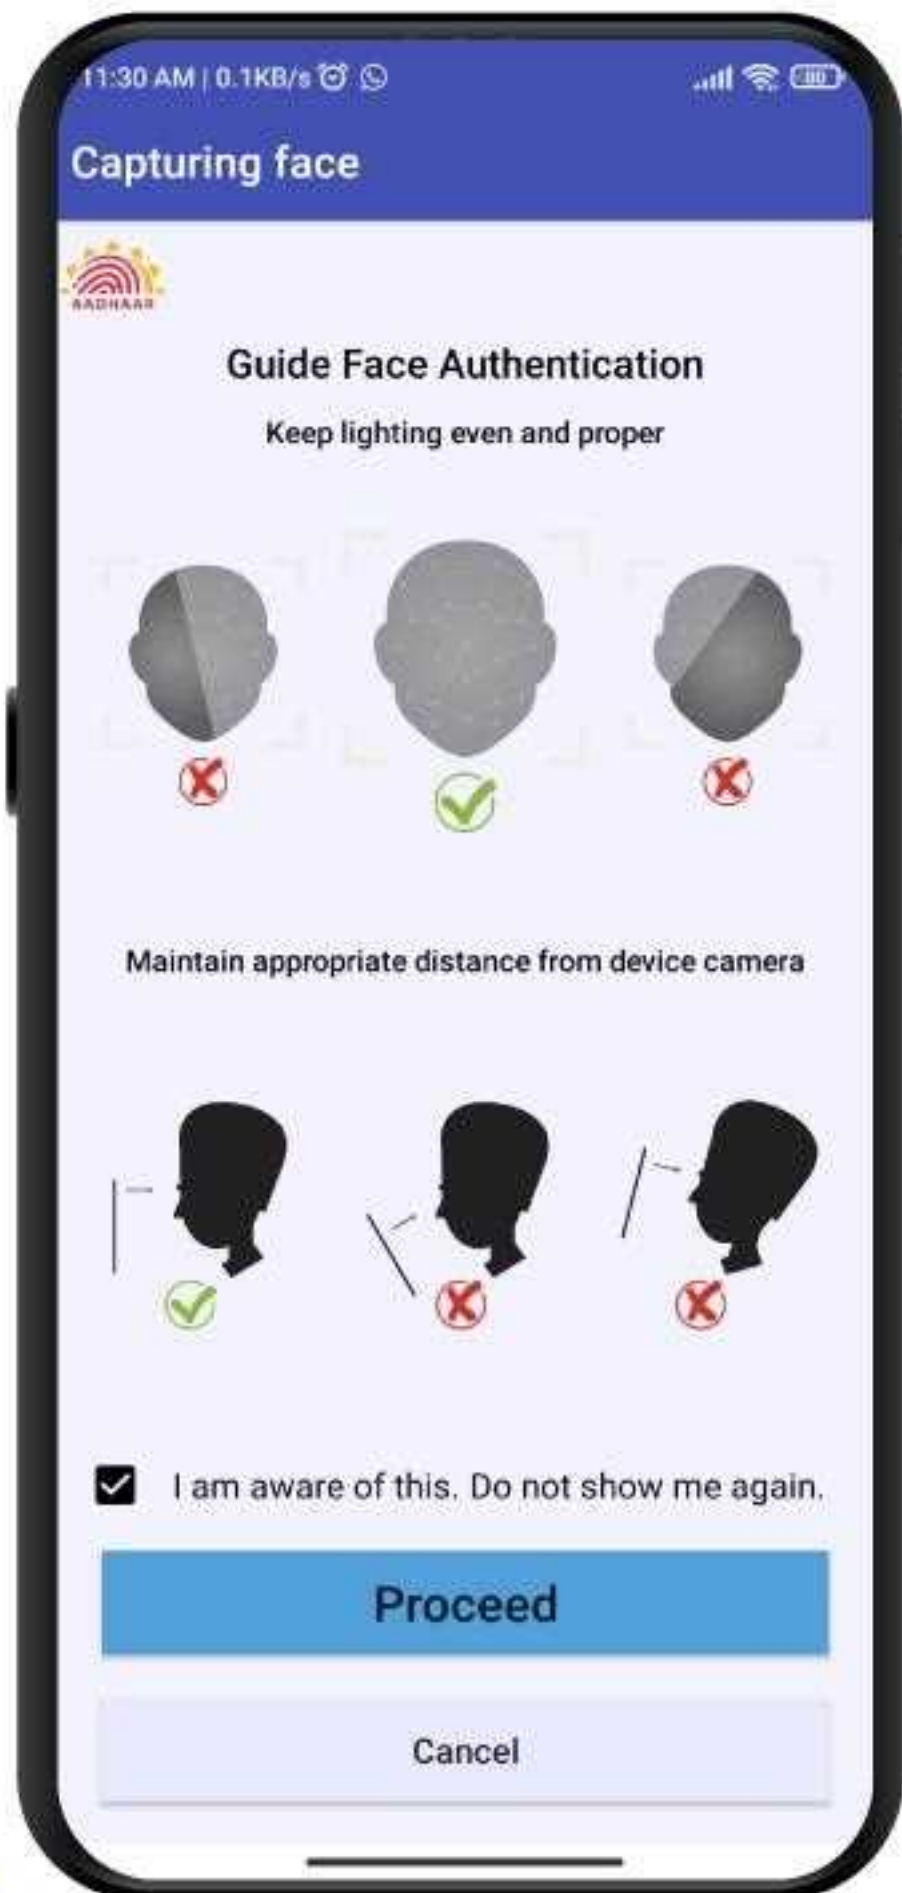 11:30 AM | 0.1KB/s
80
Capturing face
AADHAAR
Guide Face Authentication
Keep lighting even and proper
Maintain appropriate distance from device camera
I am aware of this. Do not show me again.
Proceed
Cancel